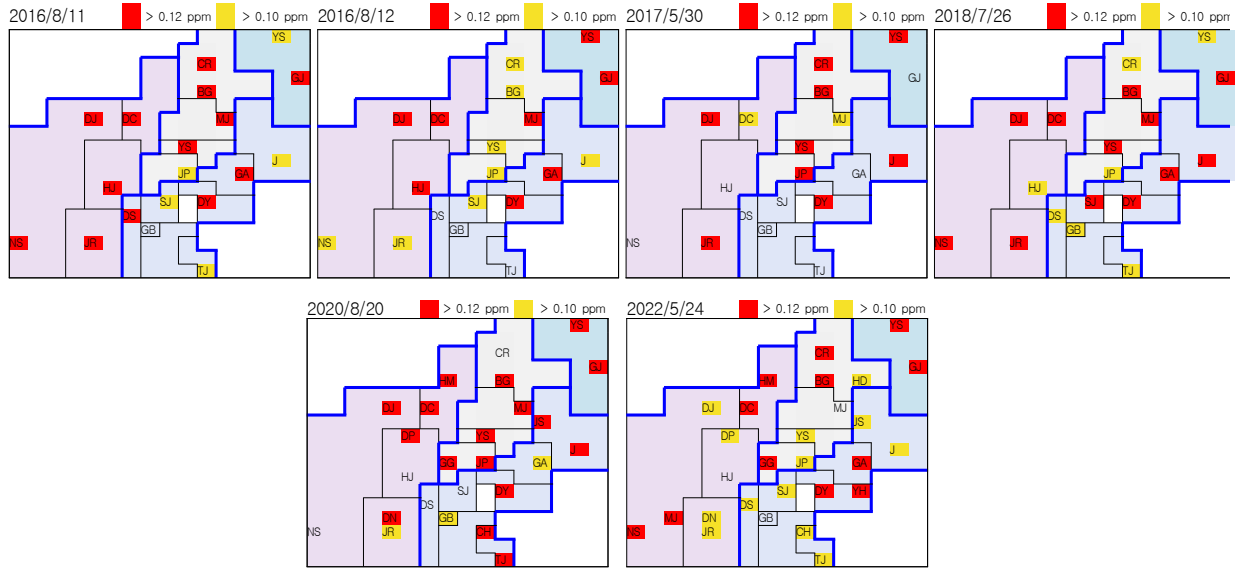 2016/8/11 > 0.12 ppm > 0.10 ppm
YS
CR
GJ
BG
DJ DC MJ
YS
J
JP GA
HJ
SJ DY
DS
GB
NS JR
TJ
2016/8/12 > 0.12 ppm > 0.10 ppm
YS
CR
GJ
BG
DJ DC MJ
YS
J
JP GA
HJ
SJ DY
DS
GB
NS JR
TJ
2017/5/30 > 0.12 ppm > 0.10 ppm
YS
CR
GJ
BG
DJ DC MJ
YS
J
JP GA
HJ
SJ DY
DS
GB
NS JR
TJ
2018/7/26 > 0.12 ppm > 0.10 ppm
YS
CR
GJ
BG
DJ DC MJ
YS
J
JP GA
HJ
SJ DY
DS
GB
NS JR
TJ
2020/8/20 > 0.12 ppm > 0.10 ppm
YS
CR
GJ
HM BG
DJ DC MJ
JS
DP YS
J
GG JP GA
HJ
SJ DY
DS
DN GB
NS JR CH
TJ
2022/5/24 > 0.12 ppm > 0.10 ppm
YS
CR
GJ
HM BG HD
DJ DC MJ
JS
DP YS
J
GG JP GA
HJ
SJ DY YH
DS
MJ DN GB
NS JR CH
TJ